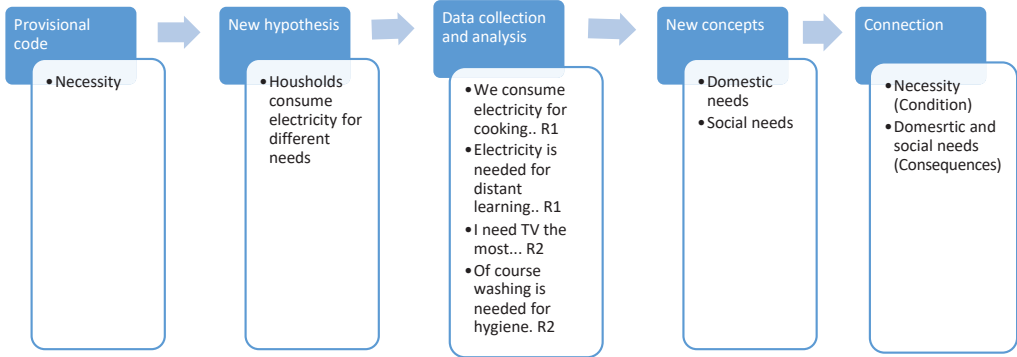 Provisional
code
• Necessity
New hypothesis
• Housholds
consume
electricity for
different
needs
Data collection
and analysis
• We consume
electricity for
cooking.. R1
• Electricity is
needed for
distant
learning.. R1
• I need TV the
most... R2
• Of course
washing is
needed for
hygiene. R2
New concepts
• Domestic
needs
• Social needs
Connection
• Necessity
(Condition)
• Domesrtic and
social needs
(Consequences)